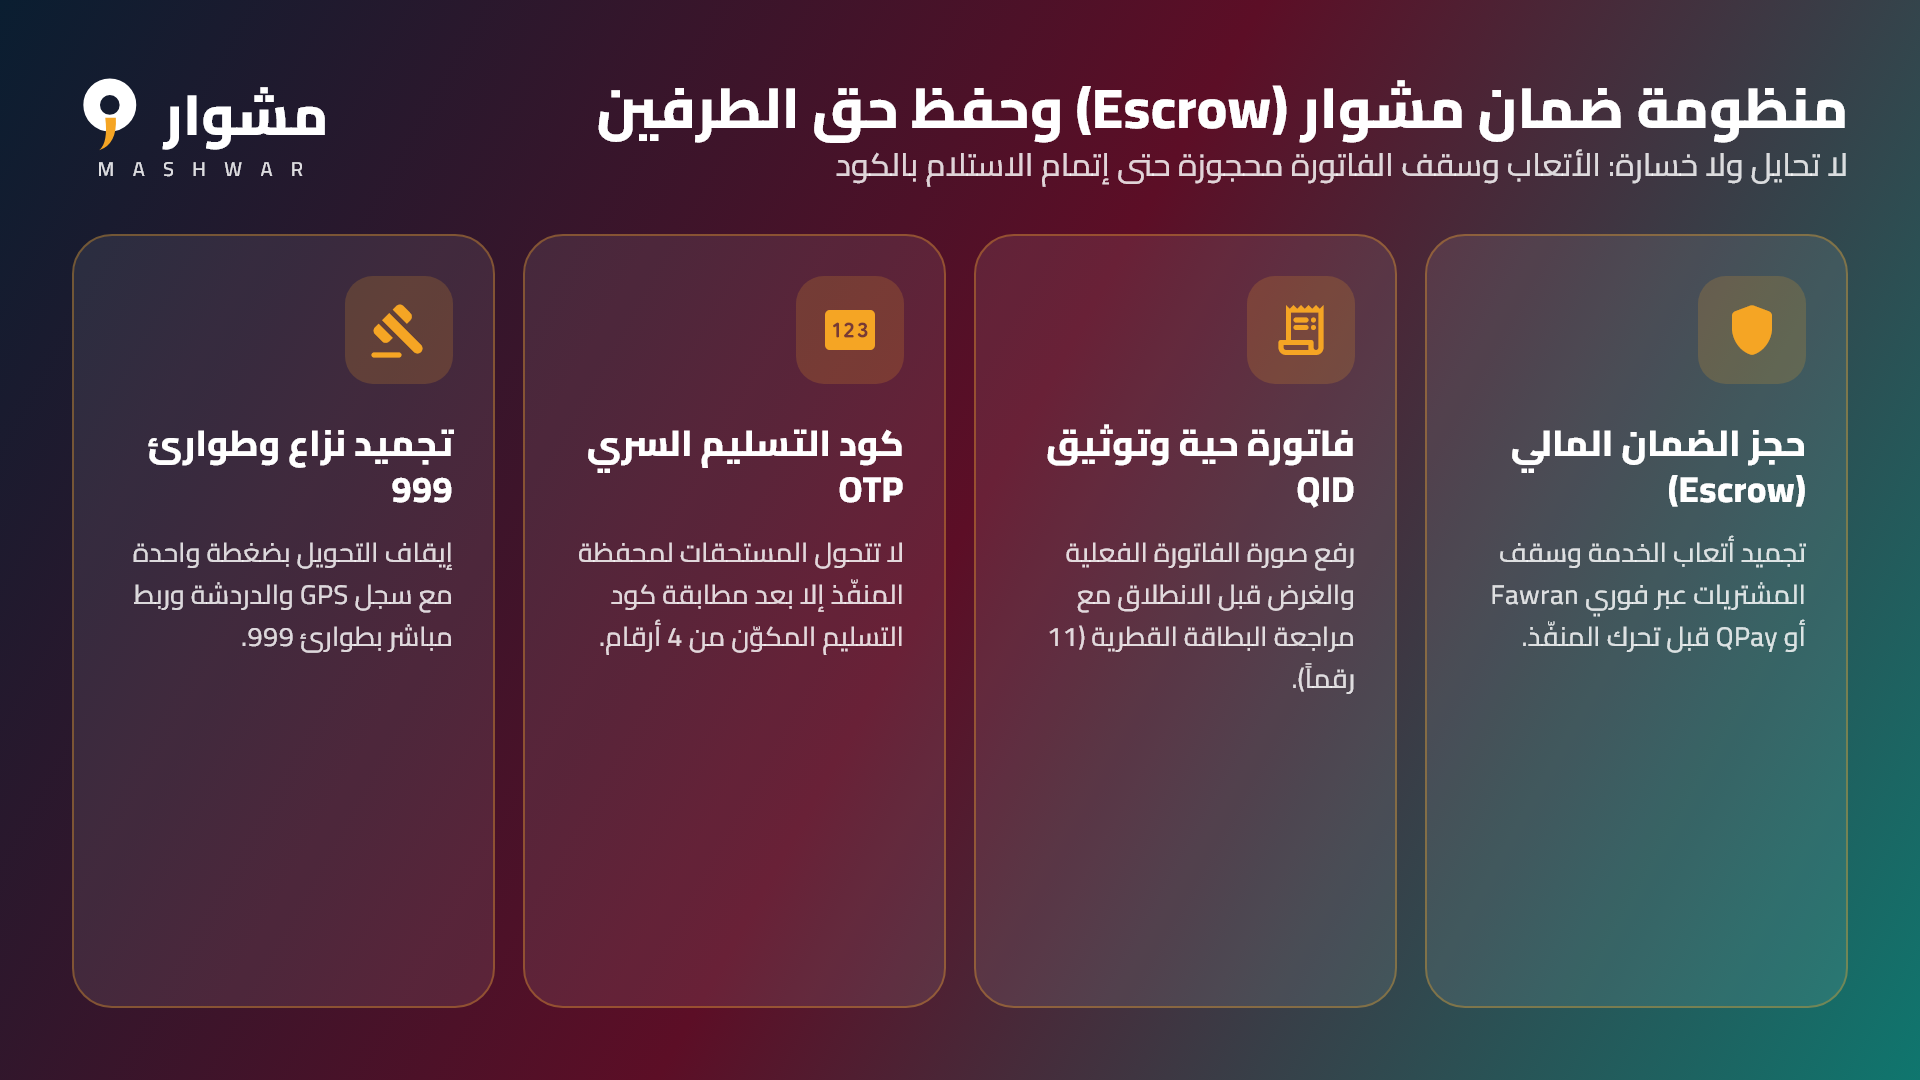 منظومة ضمان مشوار (Escrow) وحفظ حق الطرفين
لا تحايل ولا خسارة: الأتعاب وسقف الفاتورة محجوزة حتى إتمام الاستلام بالكود
مشوار
MASHWAR
حجز الضمان المالي
(Escrow)
تجميد أتعاب الخدمة وسقف
المشتريات عبر فوري Fawran
أو QPay قبل تحرك المنفّذ.
فاتورة حية وتوثيق
QID
رفع صورة الفاتورة الفعلية
والغرض قبل الانطلاق مع
مراجعة البطاقة القطرية (11
رقماً).
123
كود التسليم السري
OTP
لا تتحول المستحقات لمحفظة
المنفّذ إلا بعد مطابقة كود
التسليم المكوّن من 4 أرقام.
تجميد نزاع وطوارئ
999
إيقاف التحويل بضغطة واحدة
مع سجل GPS والدردشة وربط
مباشر بطوارئ 999.